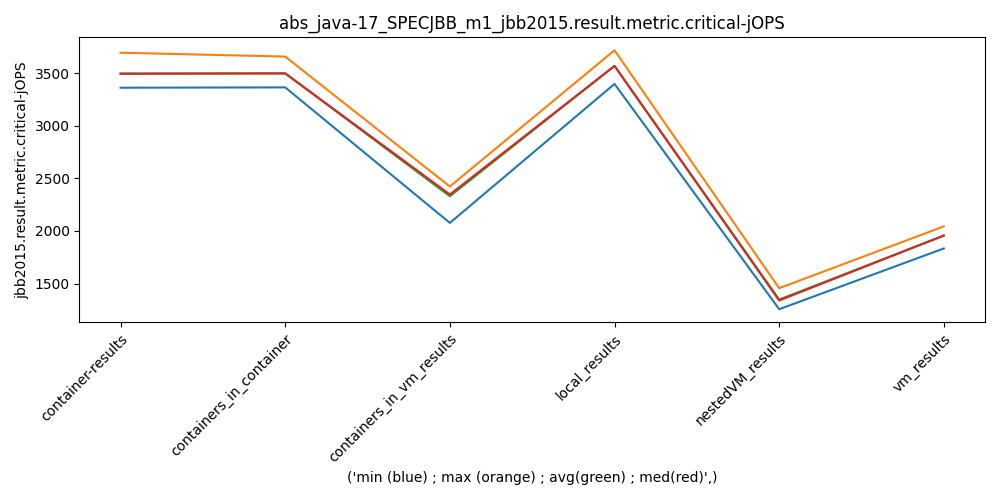 abs_java-17_SPECJBB_m1_jbb2015.result.metric.critical-jOPS
jbb2015.result.metric.critical-jOPS
3500
3000
2500
2000
1500
container-results
containers_in_container
containers_in_vm_results
local_results
nestedVM_results
vm_results
('min (blue) ; max (orange) ; avg(green) ; med(red)',)